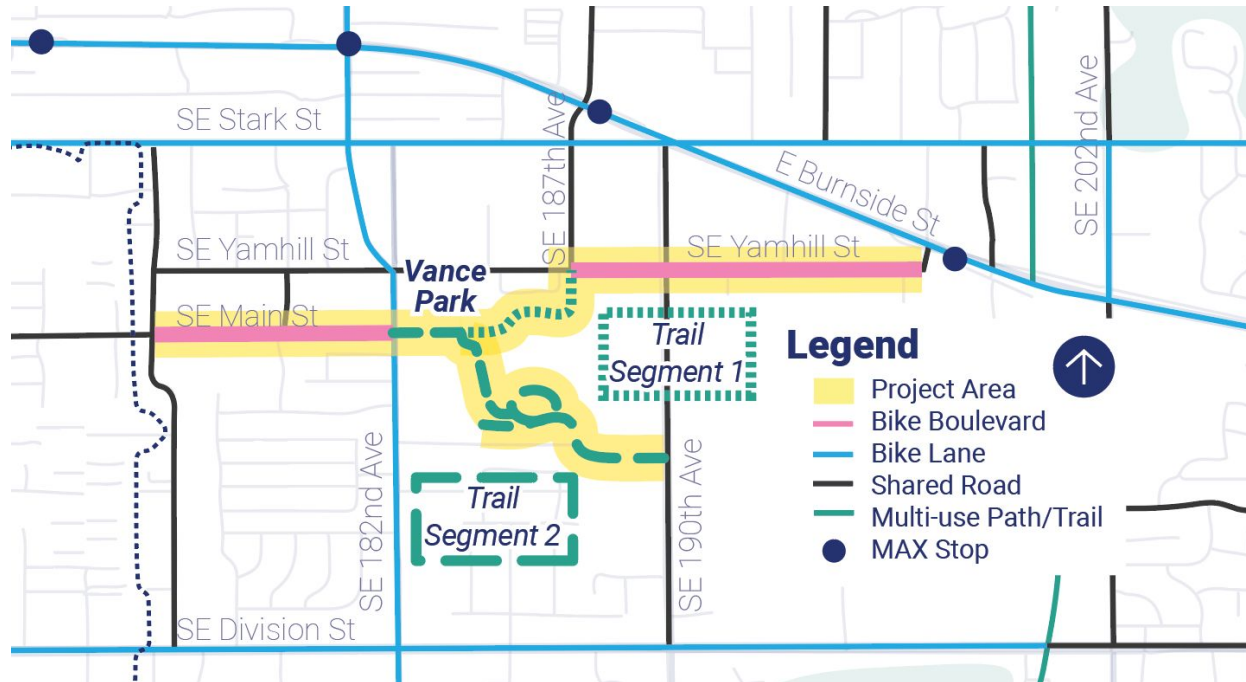 SE Stark St
SE 187th Ave
E Burnside St
SE 202nd Ave
SE Yamhill St
SE Yamhill St
Vance
Park
SE Main St
Trail
Segment 1
Legend
Project Area
Bike Boulevard
Bike Lane
Shared Road
Multi-use Path/Trail
MAX Stop
SE 182nd Ave
Trail
Segment 2
SE 190th Ave
SE Division St